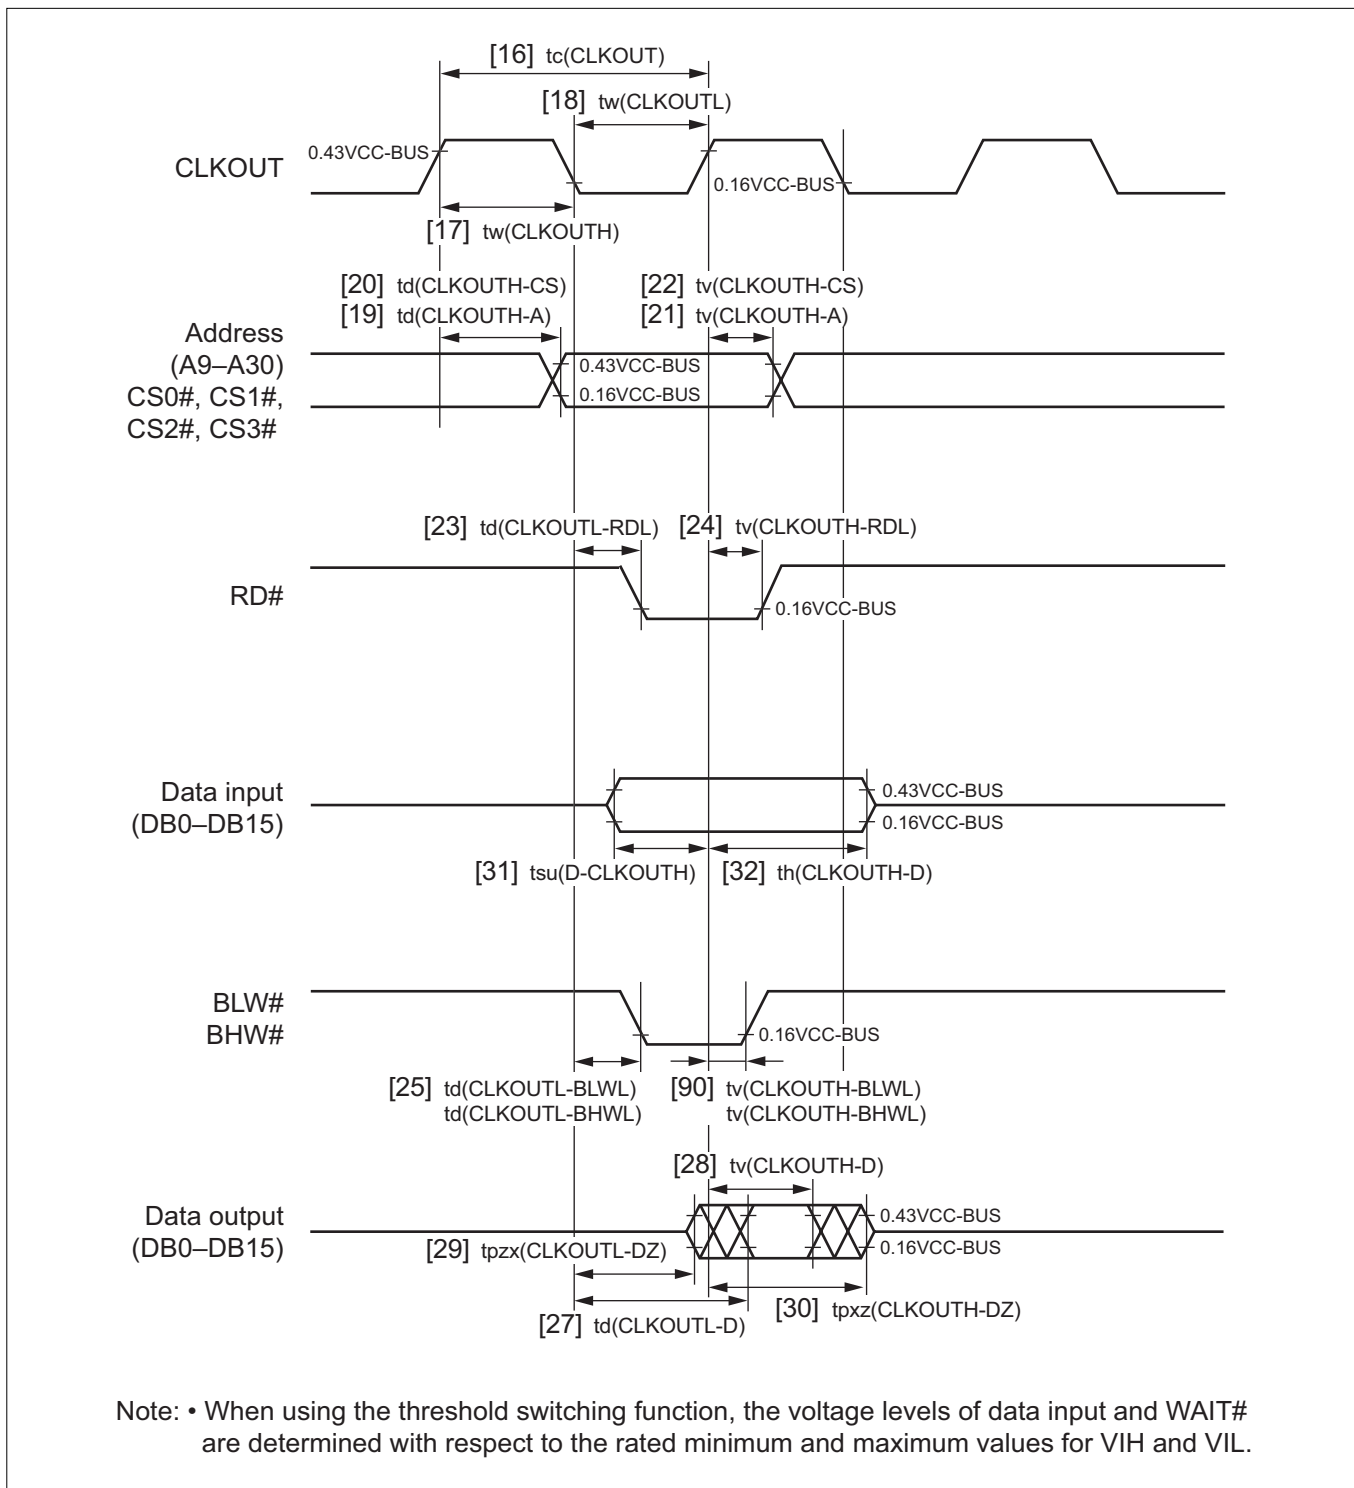 [16] tc(CLKOUT)
[18] tw(CLKOUTL)
CLKOUT
0.43VCC-BUS
0.16VCC-BUS
[17] tw(CLKOUTH)
[20] td(CLKOUTH-CS)
[22] tv(CLKOUTH-CS)
[19] td(CLKOUTH-A)
[21] tv(CLKOUTH-A)
Address
(A9–A30)
CS0#, CS1#,
CS2#, CS3#
0.43VCC-BUS
0.16VCC-BUS
[23] td(CLKOUTL-RDL)
[24] tv(CLKOUTH-RDL)
RD#
0.16VCC-BUS
Data input
(DB0–DB15)
0.43VCC-BUS
0.16VCC-BUS
[31] tsu(D-CLKOUTH)
[32] th(CLKOUTH-D)
BLW#
BHW#
0.16VCC-BUS
[25] td(CLKOUTL-BLWL)
td(CLKOUTL-BHWL)
[90] tv(CLKOUTH-BLWL)
tv(CLKOUTH-BHWL)
[28] tv(CLKOUTH-D)
Data output
(DB0–DB15)
0.43VCC-BUS
0.16VCC-BUS
[29] tpzx(CLKOUTL-DZ)
[30] tpxz(CLKOUTH-DZ)
[27] td(CLKOUTL-D)
Note: • When using the threshold switching function, the voltage levels of data input and WAIT#
are determined with respect to the rated minimum and maximum values for VIH and VIL.